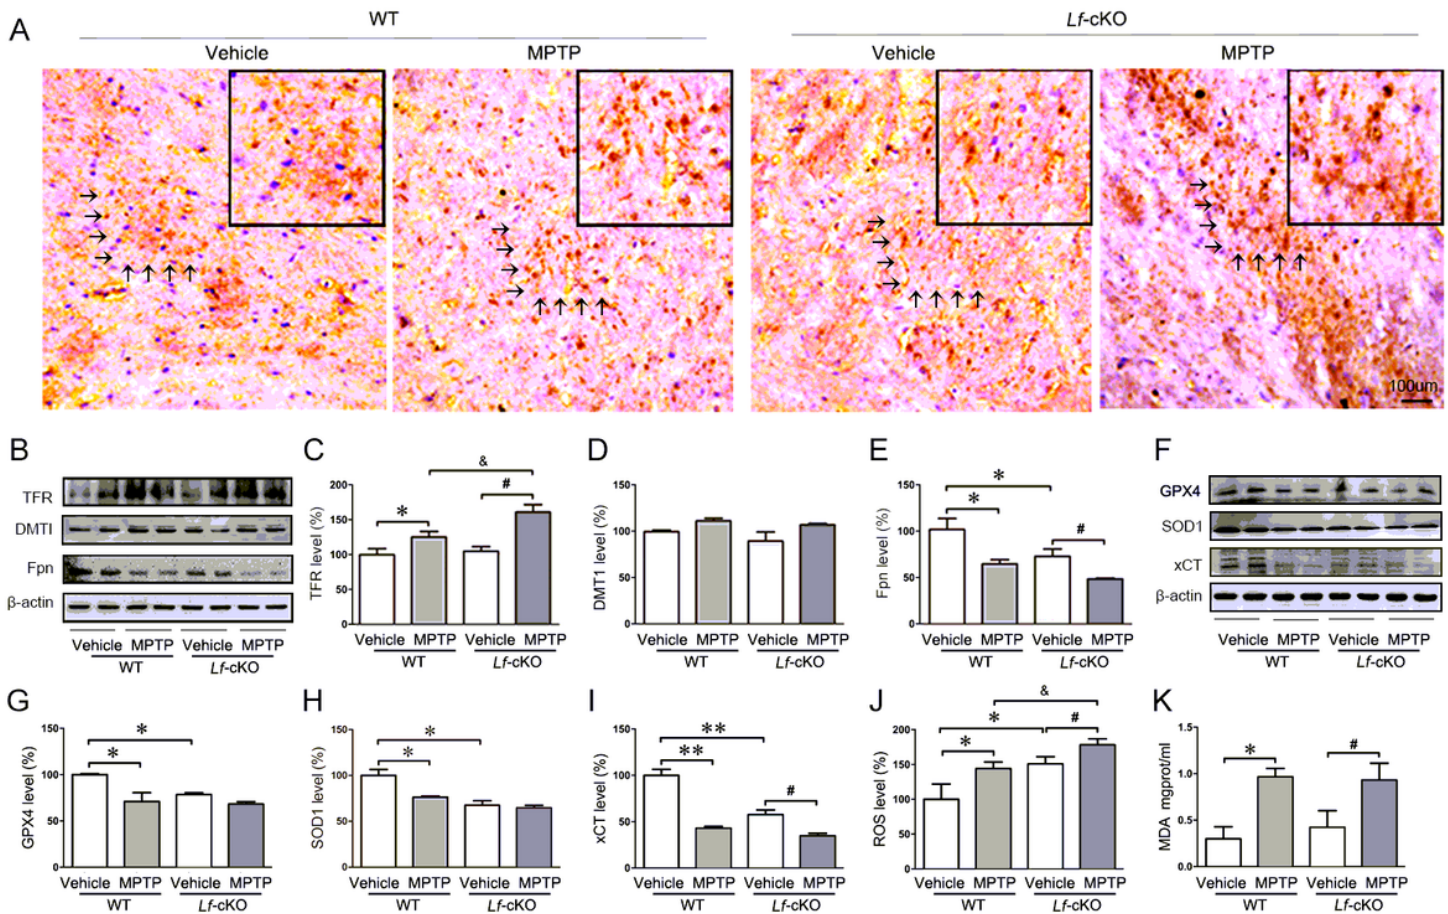 A
WT
Lf-cKO
Vehicle
MPTP
Vehicle
MPTP
100um
B
TFR
DMTI
Fpn
β-actin
Vehicle MPTP Vehicle MPTP
WT
Lf-cKO
C
TFR level (%)
200
150
100
50
0
*
#
&
Vehicle MPTP Vehicle MPTP
WT
Lf-cKO
D
DMT1 level (%)
150
100
50
0
Vehicle MPTP Vehicle MPTP
WT
Lf-cKO
E
Fpn level (%)
150
100
50
0
*
*
#
Vehicle MPTP Vehicle MPTP
WT
Lf-cKO
F
GPX4
SOD1
xCT
β-actin
Vehicle MPTP Vehicle MPTP
WT
Lf-cKO
G
GPX4 level (%)
150
100
50
0
*
*
Vehicle MPTP Vehicle MPTP
WT
Lf-cKO
H
SOD1 level (%)
150
100
50
0
*
*
Vehicle MPTP Vehicle MPTP
WT
Lf-cKO
I
xCT level (%)
150
100
50
0
**
**
#
Vehicle MPTP Vehicle MPTP
WT
Lf-cKO
J
ROS level (%)
200
150
100
50
0
&
*
#
*
Vehicle MPTP Vehicle MPTP
WT
Lf-cKO
K
MDA mgprot/ml
1.5
1.0
0.5
0.0
*
#
Vehicle MPTP Vehicle MPTP
WT
Lf-cKO